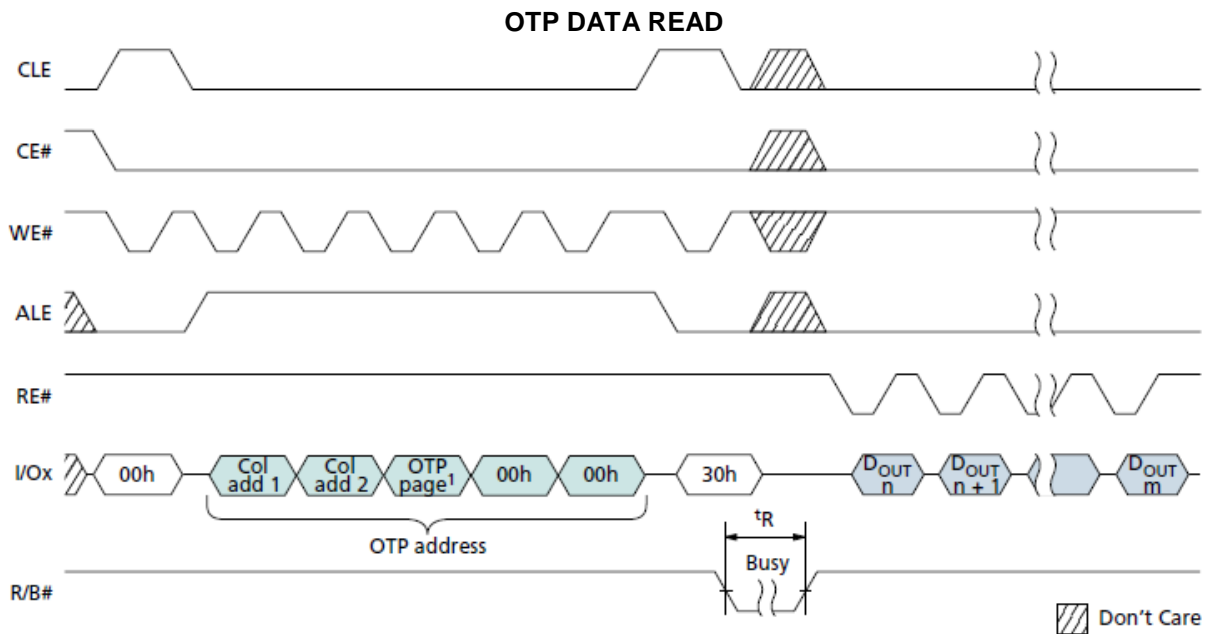 OTP DATA READ
CLE
CE#
WE#
ALE
RE#
I/Ox
00h
Col
add 1
Col
add 2
OTP
page1
00h
00h
30h
DOUT
n
DOUT
n + 1
DOUT
m
OTP address
tR
Busy
R/B#
Don't Care